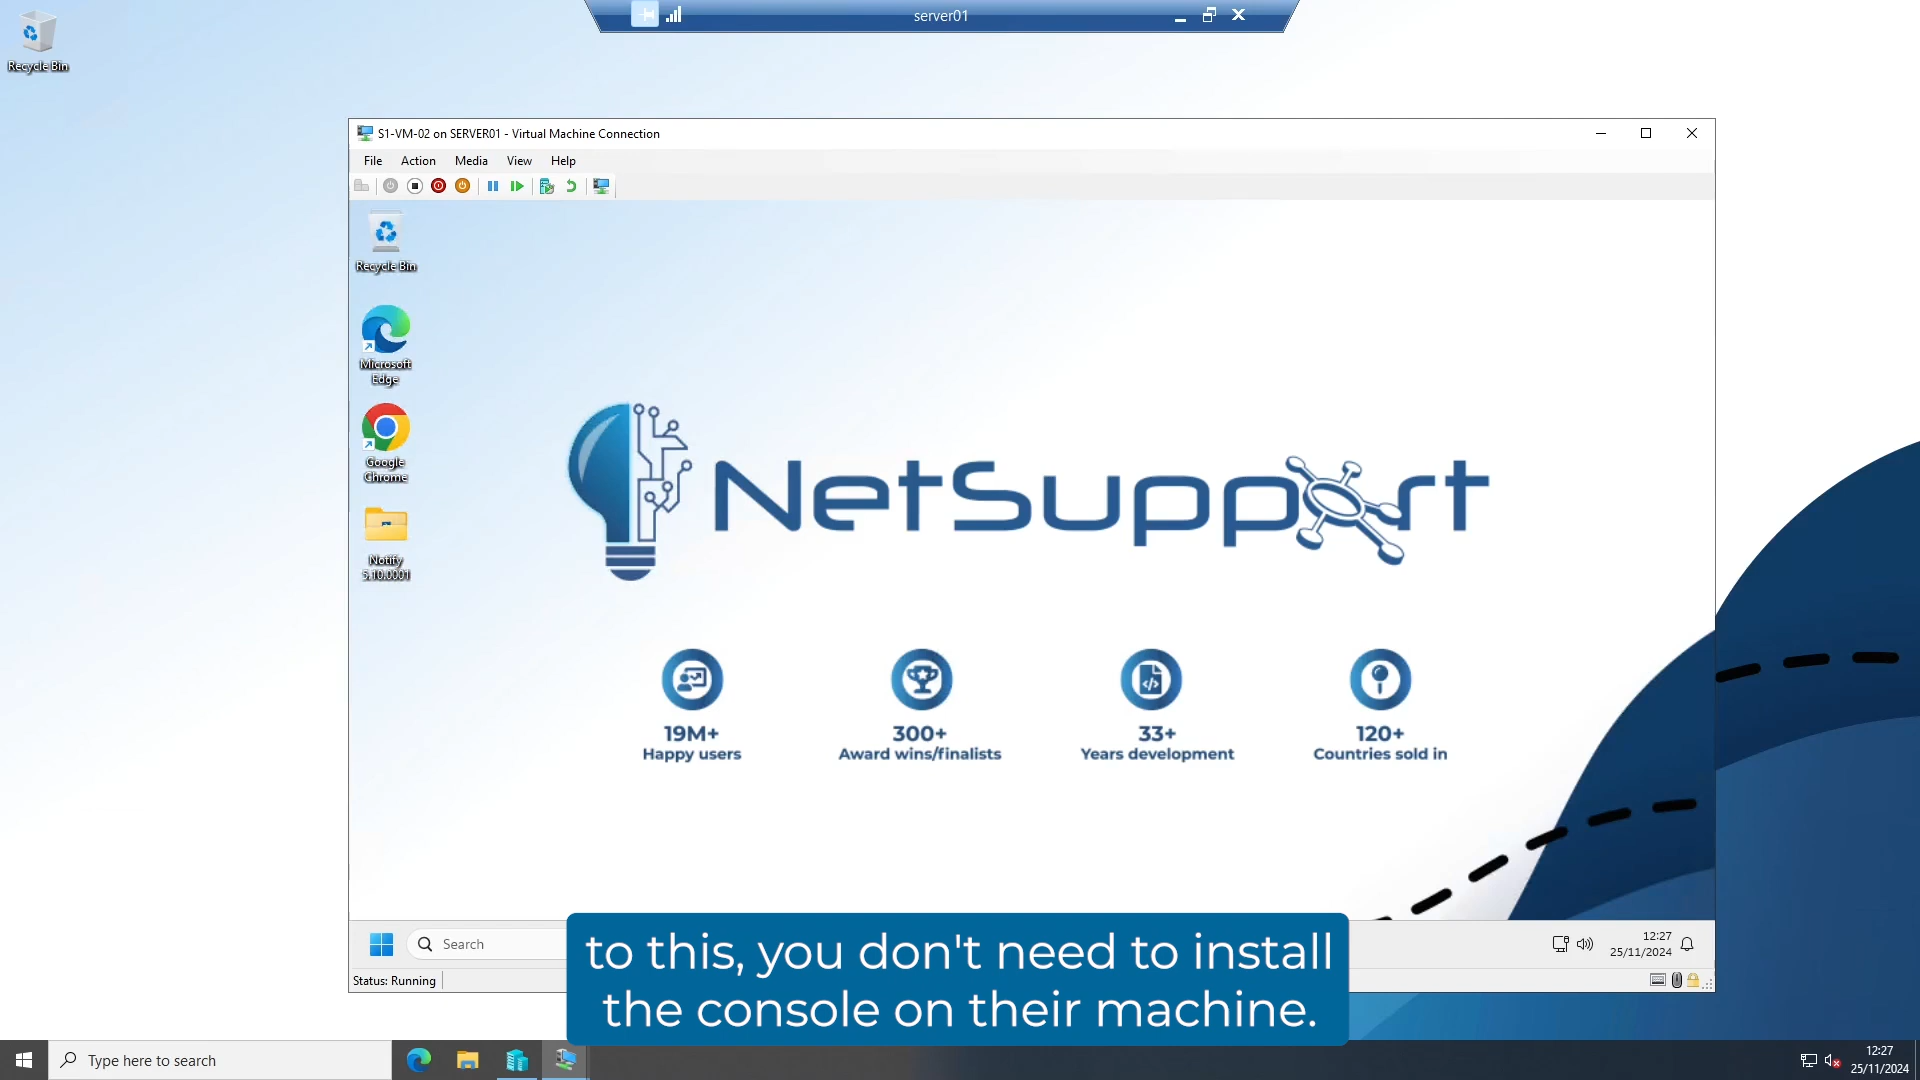 server01
Recycle Bin
S1-VM-02 on SERVER01 - Virtual Machine Connection
File Action Media View Help
Recycle Bin
Microsoft
Edge
Google
Chrome
Notify
5.10.0001
NetSupport
19M+
Happy users
300+
Award wins/finalists
33+
Years development
120+
Countries sold in
Search
12:27
25/11/2024
to this, you don't need to install
the console on their machine.
Status: Running
Type here to search
12:27
25/11/2024